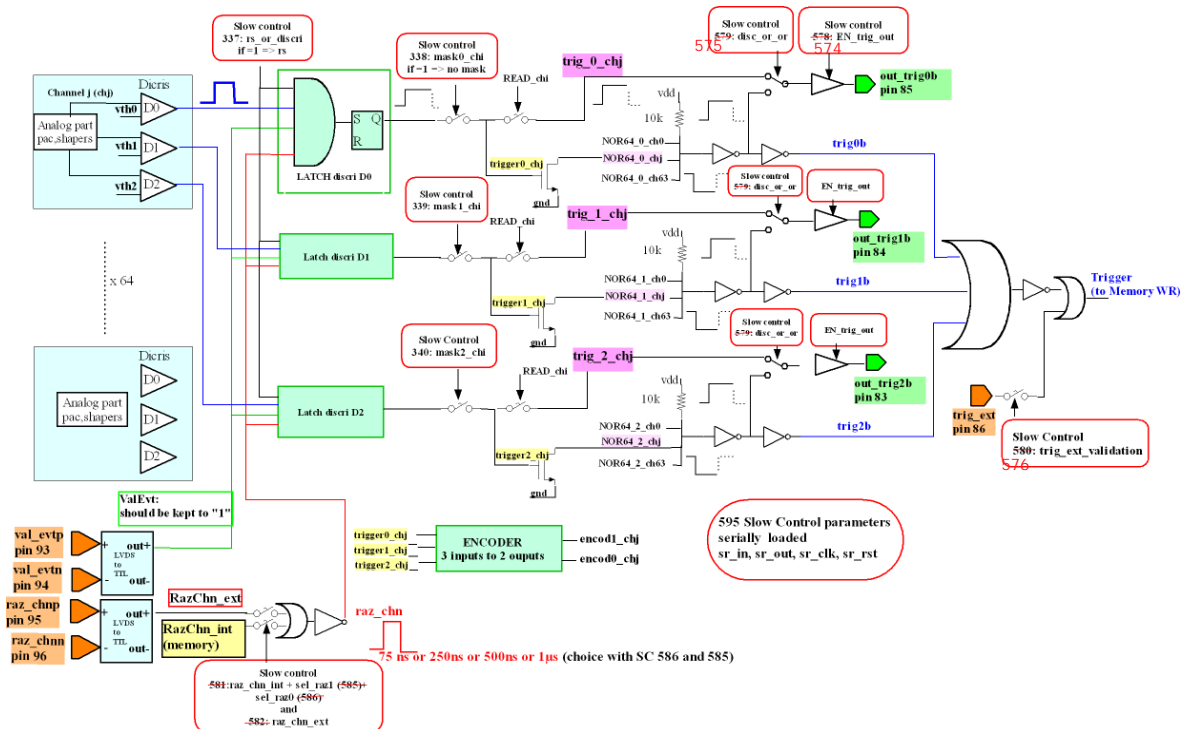 Slow control
337: rs_or_discri
if =1 => rs
Slow control
338: mask0_chi
if =1 => no mask
READ_chi
trig_0_chj
575
Slow control
579: disc_or_or
Slow control
578: EN_trig_out
574
out_trig0b
pin 85
Channel j (chj)
Dicris
vth0
D0
Analog part
pac,shapers
vth1
D1
vth2
D2
S Q
R
LATCH discri D0
vdd
10k
NOR64_0_ch0
NOR64_0_chj
NOR64_0_ch63
trigger0_chj
gnd
trig0b
Slow control
339: mask1_chi
READ_chi
trig_1_chj
Slow control
579: disc_or_or
EN_trig_out
out_trig1b
pin 84
Latch discri D1
vdd
10k
NOR64_1_ch0
NOR64_1_chj
NOR64_1_ch63
trigger1_chj
gnd
trig1b
Trigger
(to Memory WR)
x 64
Slow Control
340: mask2_chi
READ_chi
trig_2_chj
Slow control
579: disc_or_or
EN_trig_out
out_trig2b
pin 83
Dicris
D0
Analog part
pac,shapers
D1
D2
Latch discri D2
vdd
10k
NOR64_2_ch0
NOR64_2_chj
NOR64_2_ch63
trigger2_chj
gnd
trig2b
trig_ext
pin 86
Slow Control
580: trig_ext_validation
576
ValEvt:
should be kept to "1"
val_evtp
pin 93
val_evtn
pin 94
+ out+
LVDS
to
TTL
- out-
raz_chnp
pin 95
raz_chnn
pin 96
+ out+
LVDS
to
TTL
- out-
RazChn_ext
RazChn_int
(memory)
raz_chn
75 ns or 250ns or 500ns or 1µs (choice with SC 586 and 585)
Slow control
581:raz_chn_int + sel_raz1 (585)+
sel_raz0 (586)
and
582: raz_chn_ext
trigger0_chj
trigger1_chj
trigger2_chj
ENCODER
3 inputs to 2 ouputs
encod1_chj
encod0_chj
595 Slow Control parameters
serially loaded
sr_in, sr_out, sr_clk, sr_rst